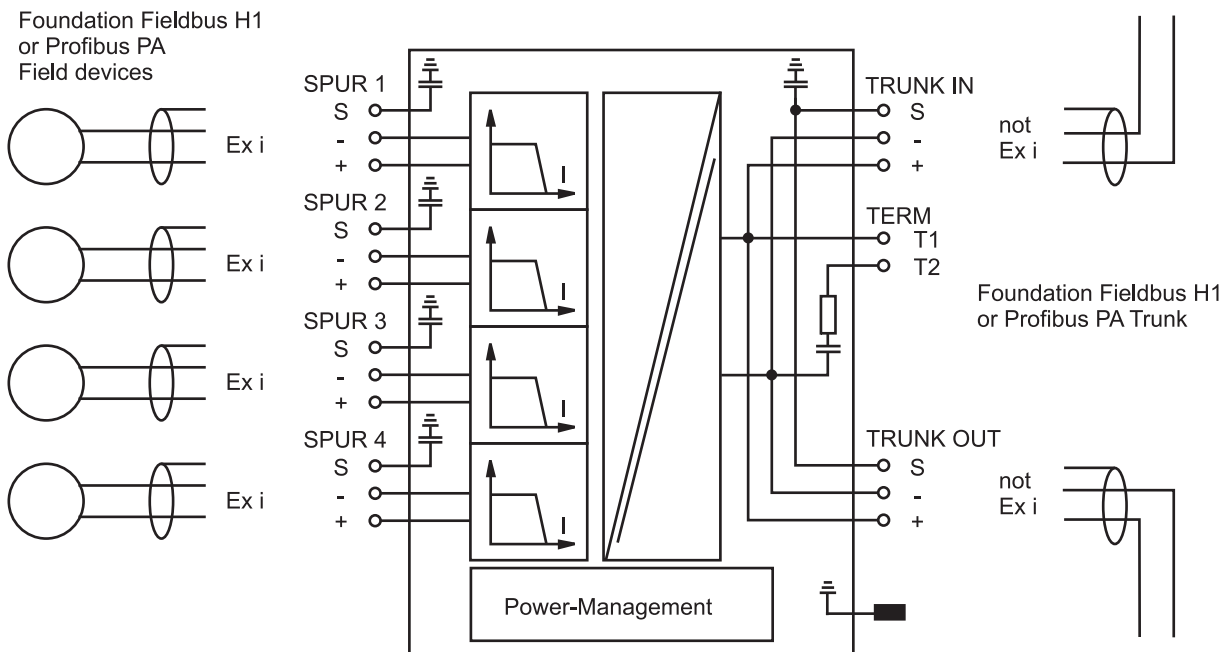 Foundation Fieldbus H1
or Profibus PA
Field devices
SPUR 1
S
-
+
Ex i
I
SPUR 2
S
-
+
Ex i
I
SPUR 3
S
-
+
Ex i
I
SPUR 4
S
-
+
Ex i
I
Power-Management
TRUNK IN
S
-
+
not
Ex i
TERM
T1
T2
Foundation Fieldbus H1
or Profibus PA Trunk
TRUNK OUT
S
-
+
not
Ex i